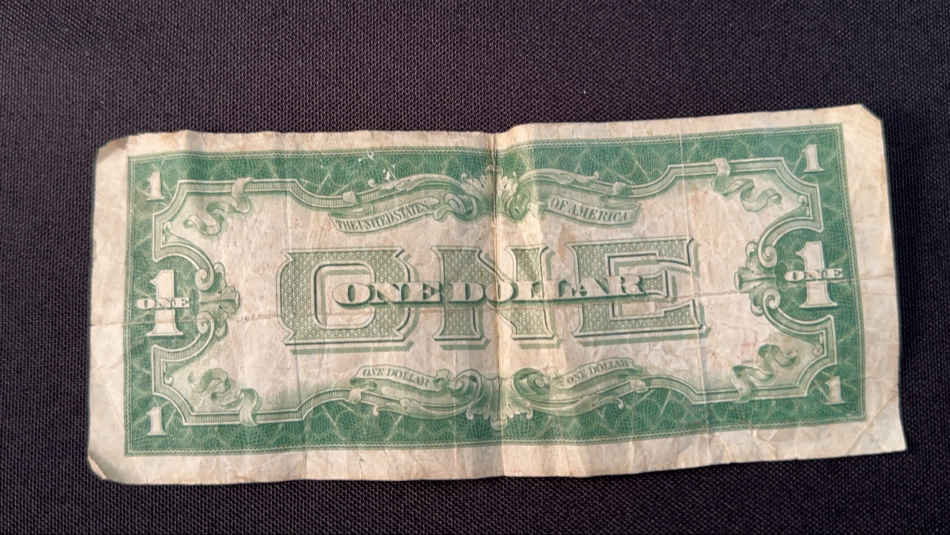 1 1
THE UNITED STATES OF AMERICA
ONE
1 ONE 1 ONE
ONE DOLLAR
ONE DOLLAR ONE DOLLAR
1 1